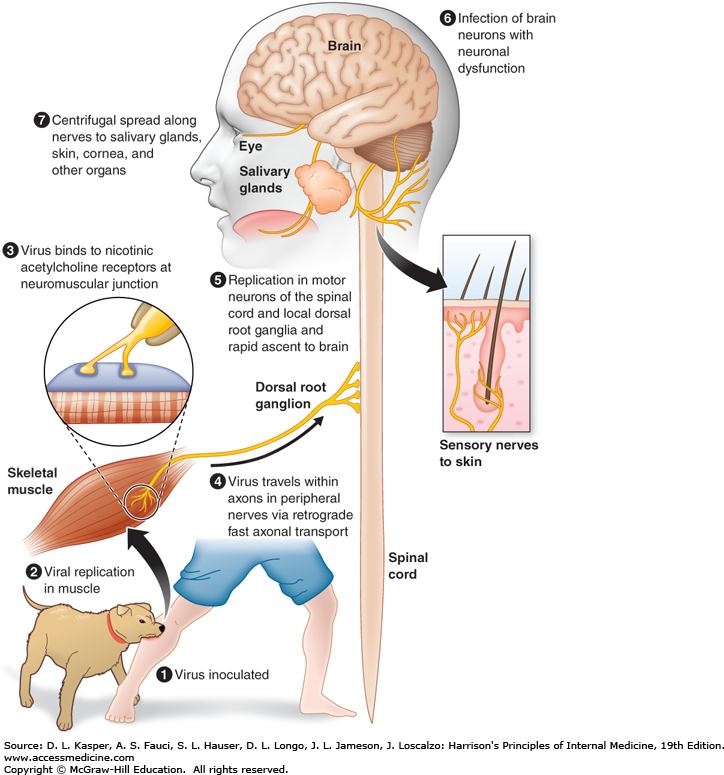 6 Infection of brain
neurons with
neuronal
dysfunction
Brain
7 Centrifugal spread along
nerves to salivary glands,
skin, cornea, and
other organs
Eye
Salivary
glands
3 Virus binds to nicotinic
acetylcholine receptors at
neuromuscular junction
5 Replication in motor
neurons of the spinal
cord and local dorsal
root ganglia and
rapid ascent to brain
Dorsal root
ganglion
Sensory nerves
to skin
Skeletal
muscle
4 Virus travels within
axons in peripheral
nerves via retrograde
fast axonal transport
Spinal
cord
2 Viral replication
in muscle
1 Virus inoculated
Source: D. L. Kasper, A. S. Fauci, S. L. Hauser, D. L. Longo, J. L. Jameson, J. Loscalzo: Harrison's Principles of Internal Medicine, 19th Edition.
www.accessmedicine.com
Copyright © McGraw-Hill Education. All rights reserved.